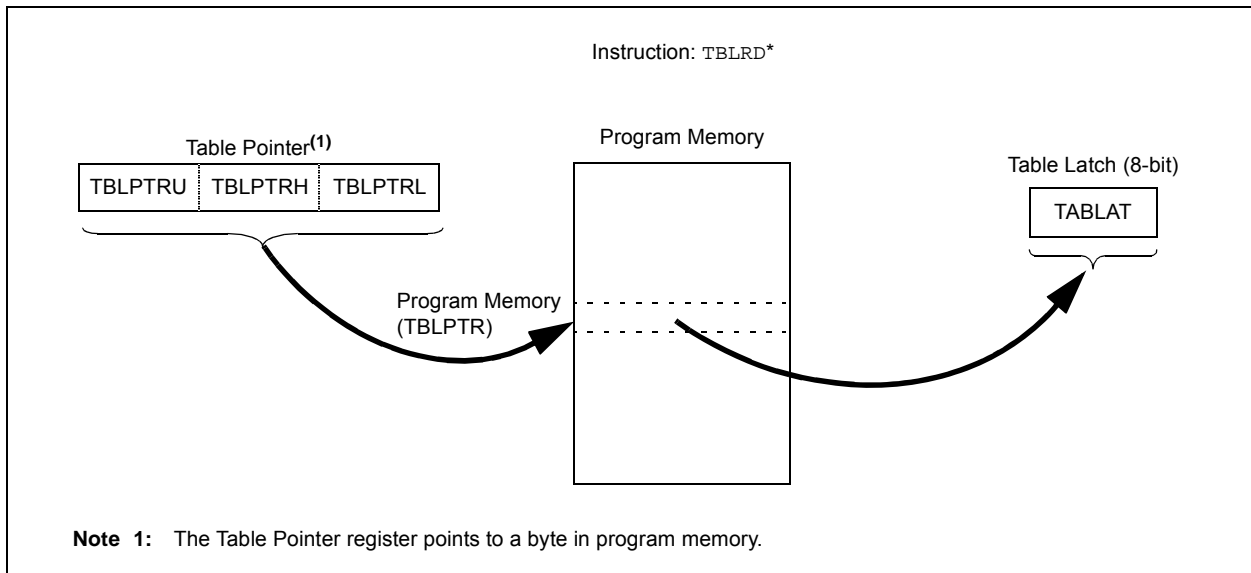 Instruction: TBLRD*
Table Pointer(1)
TBLPTRU TBLPTRH TBLPTRL
Program Memory
Table Latch (8-bit)
TABLAT
Program Memory
(TBLPTR)
Note 1: The Table Pointer register points to a byte in program memory.